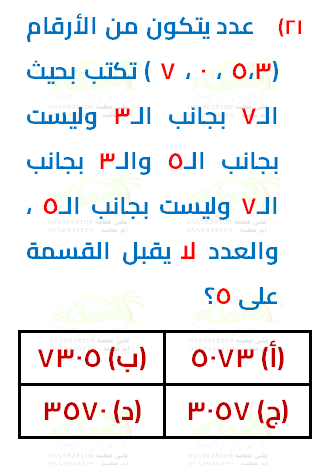 ٢١) عدد يتكون من الأرقام
(٥،٣ ، ٠ ، ٧ ) تكتب بحيث
الـ٧ بجانب الـ٣ وليست
بجانب الـ٥ والـ٣ بجانب
الـ٧ وليست بجانب الـ٥ ،
والعدد لا يقبل القسمة
على ٥؟
(أ) ٥٠٧٣ (ب) ٧٣٠٥
(ج) ٣٠٥٧ (د) ٣٥٧٠